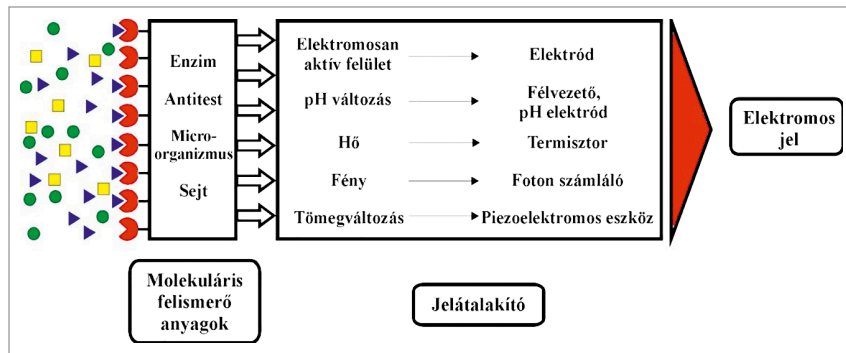 Enzim
Antitest
Micro-
organizmus
Sejt
Elektromosan
aktív felület
Elektród
pH változás
Félvezető,
pH elektród
Hő
Termisztor
Fény
Foton számláló
Tömegváltozás
Piezoelektromos eszköz
Elektromos
jel
Molekuláris
felismerő
anyagok
Jelátalakító